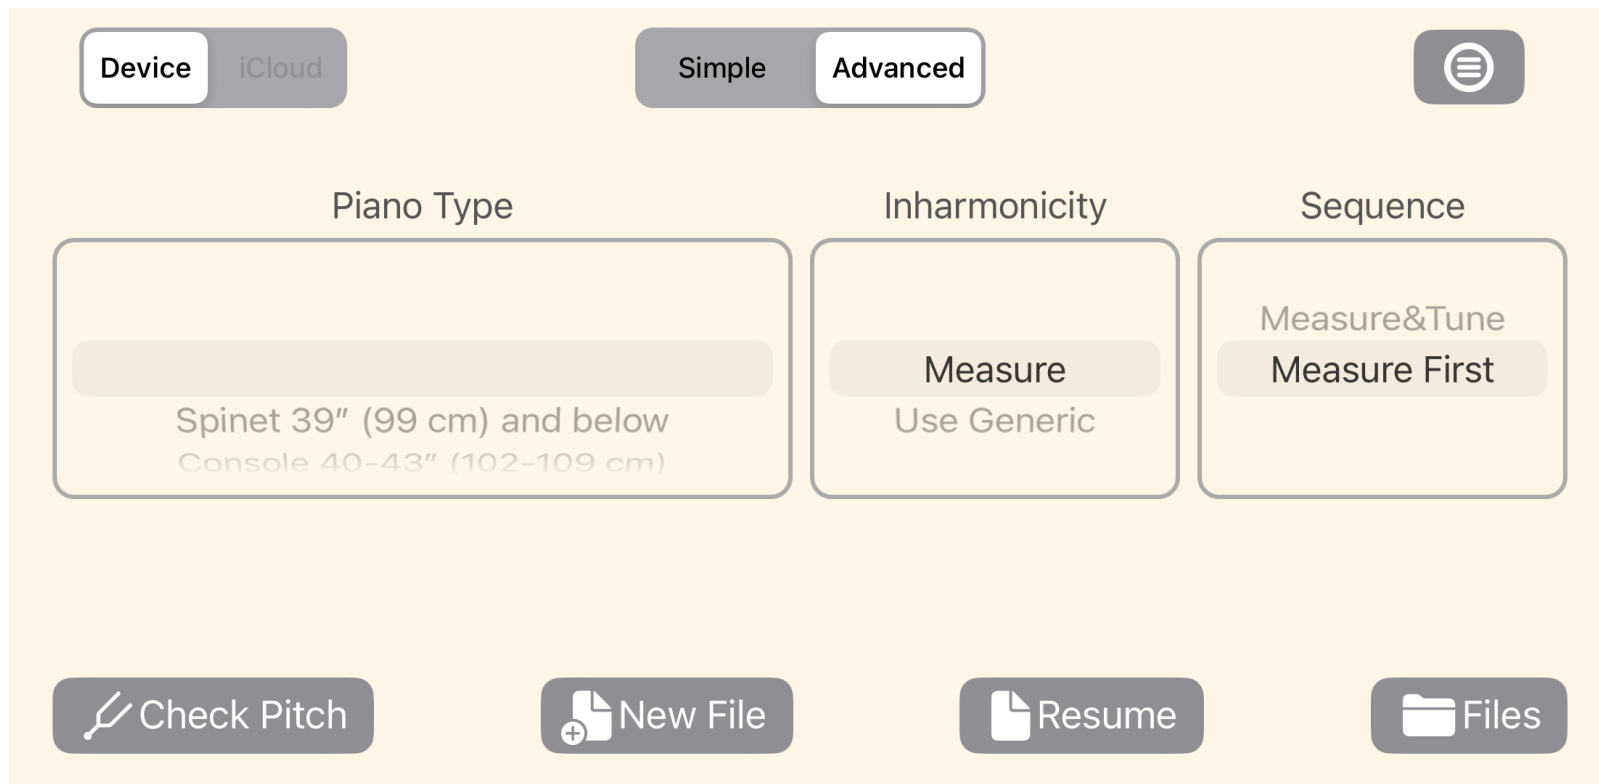 Device iCloud Simple Advanced
Piano Type Inharmonicity Sequence
Measure&Tune
Measure Measure First
Spinet 39″ (99 cm) and below Use Generic
Console 40-43″ (102-109 cm)
Check Pitch New File Resume Files